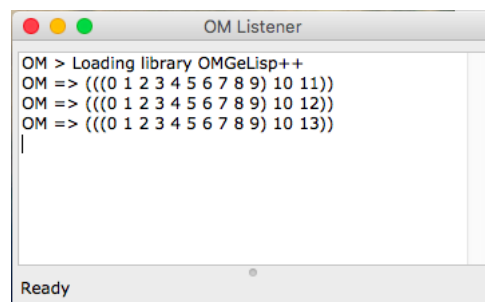 OM Listener
OM > Loading library OMGeLisp++
OM => (((0 1 2 3 4 5 6 7 8 9) 10 11))
OM => (((0 1 2 3 4 5 6 7 8 9) 10 12))
OM => (((0 1 2 3 4 5 6 7 8 9) 10 13))
Ready